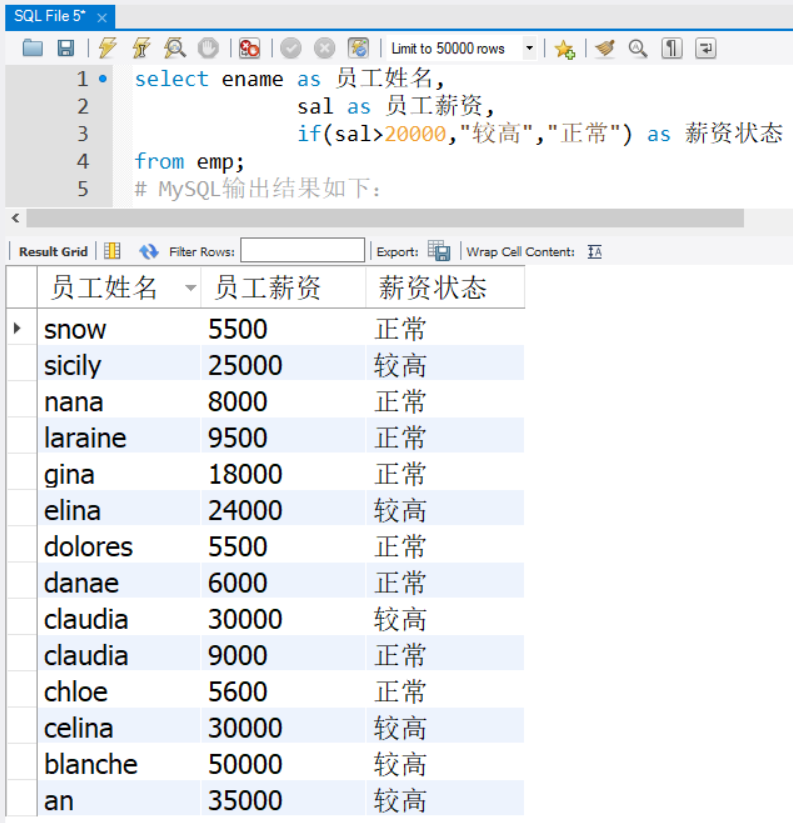 SQL File 5* ×
Limit to 50000 rows
1 select ename as 员工姓名,
2 sal as 员工薪资,
3 if(sal>20000,"较高","正常") as 薪资状态
4 from emp;
5 # MySQL输出结果如下：
Result Grid Filter Rows: Export: Wrap Cell Content:
员工姓名 员工薪资 薪资状态
snow 5500 正常
sicily 25000 较高
nana 8000 正常
laraine 9500 正常
gina 18000 正常
elina 24000 较高
dolores 5500 正常
danae 6000 正常
claudia 30000 较高
claudia 9000 正常
chloe 5600 正常
celina 30000 较高
blanche 50000 较高
an 35000 较高